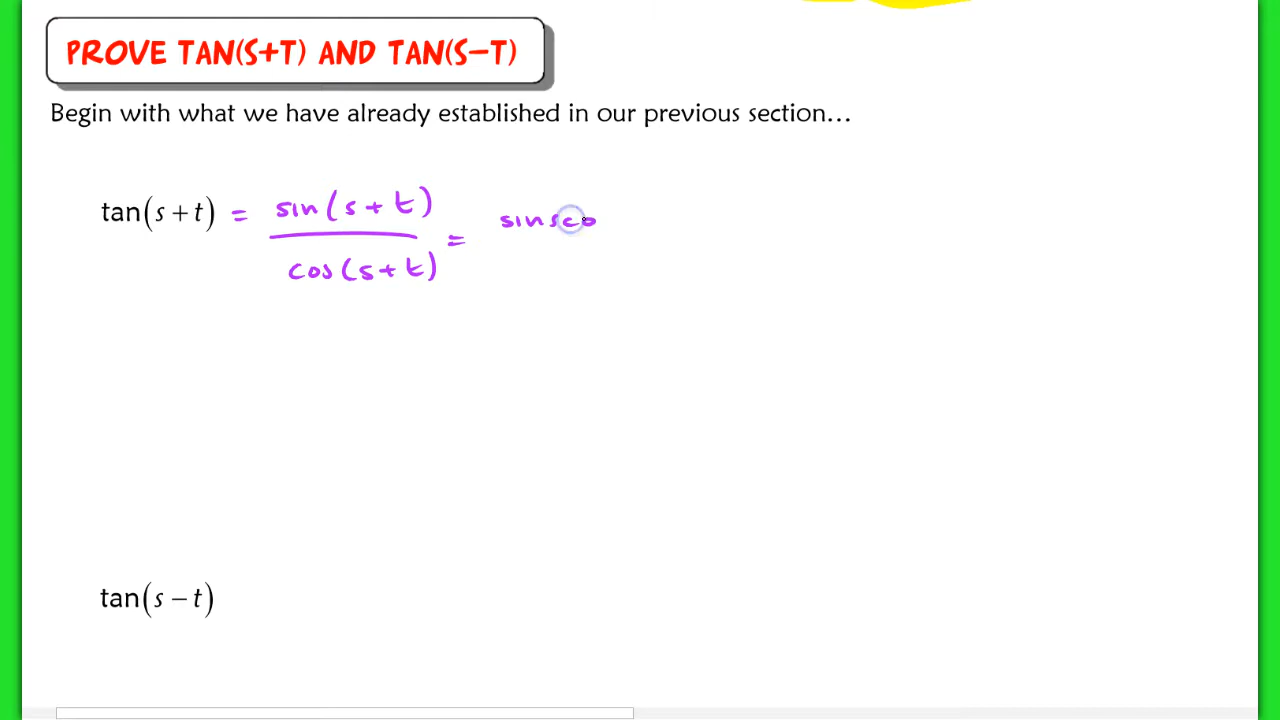 PROVE TAN(S+T) AND TAN(S−T)
Begin with what we have already established in our previous section…
tan(s + t) = sin(s + t) / cos(s + t) = sin s co
tan(s − t)